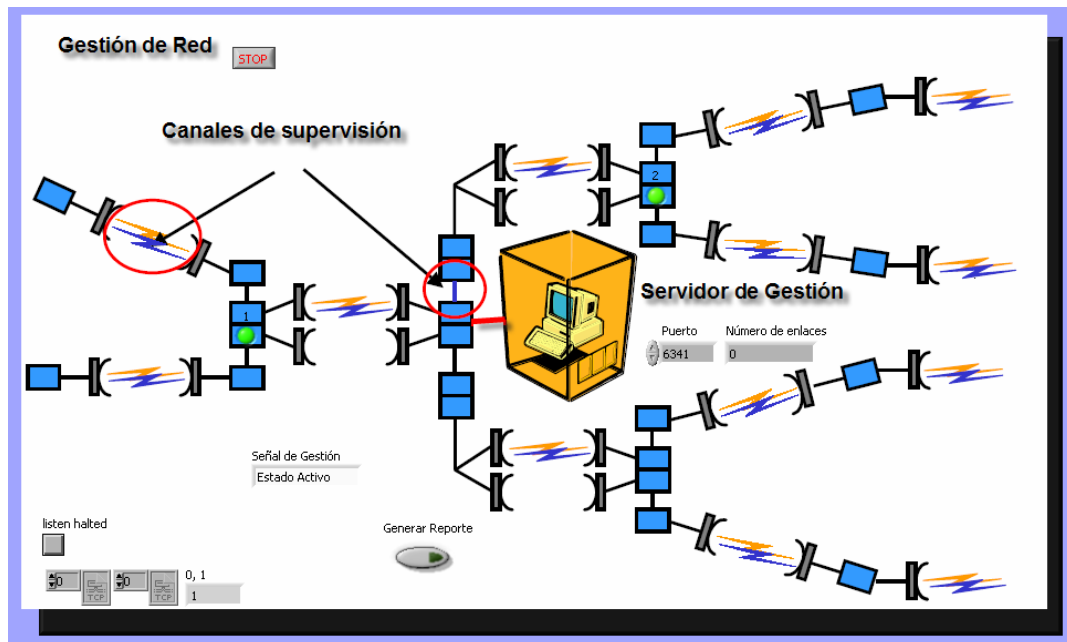 Gestión de Red
STOP
Canales de supervisión
2
1
Servidor de Gestión
Puerto
Número de enlaces
6341
0
Señal de Gestión
Estado Activo
listen halted
Generar Reporte
0
TCP
0
TCP
0, 1
1